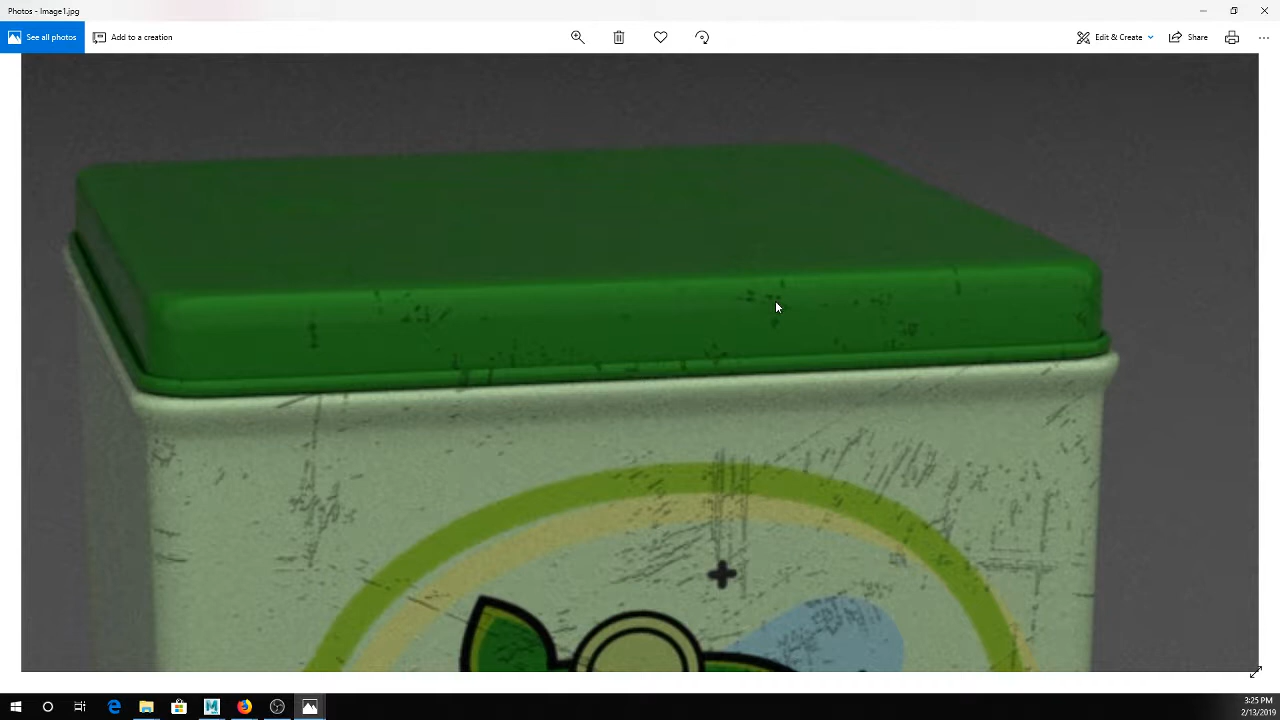 Photos - Image1.jpg
See all photos
Add to a creation
Edit & Create
Share
3:25 PM
2/13/2019